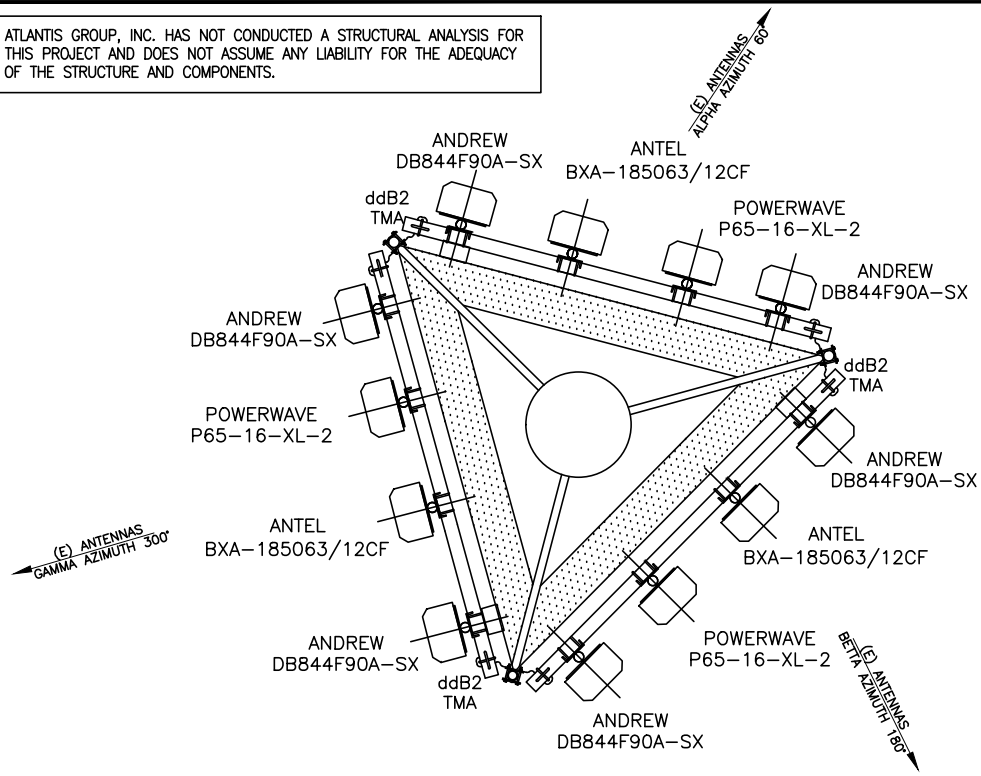 ATLANTIS GROUP, INC. HAS NOT CONDUCTED A STRUCTURAL ANALYSIS FOR
THIS PROJECT AND DOES NOT ASSUME ANY LIABILITY FOR THE ADEQUACY
OF THE STRUCTURE AND COMPONENTS.
(E) ANTENNAS
ALPHA AZIMUTH 60°
ANDREW
DB844F90A-SX
ANTEL
BXA-185063/12CF
ddB2
TMA
POWERWAVE
P65-16-XL-2
ANDREW
DB844F90A-SX
ANDREW
DB844F90A-SX
ddB2
TMA
POWERWAVE
P65-16-XL-2
ANDREW
DB844F90A-SX
ANTEL
BXA-185063/12CF
ANTEL
BXA-185063/12CF
(E) ANTENNAS
GAMMA AZIMUTH 300°
POWERWAVE
P65-16-XL-2
ANDREW
DB844F90A-SX
ddB2
TMA
(E) ANTENNAS
BETTA AZIMUTH 180°
ANDREW
DB844F90A-SX